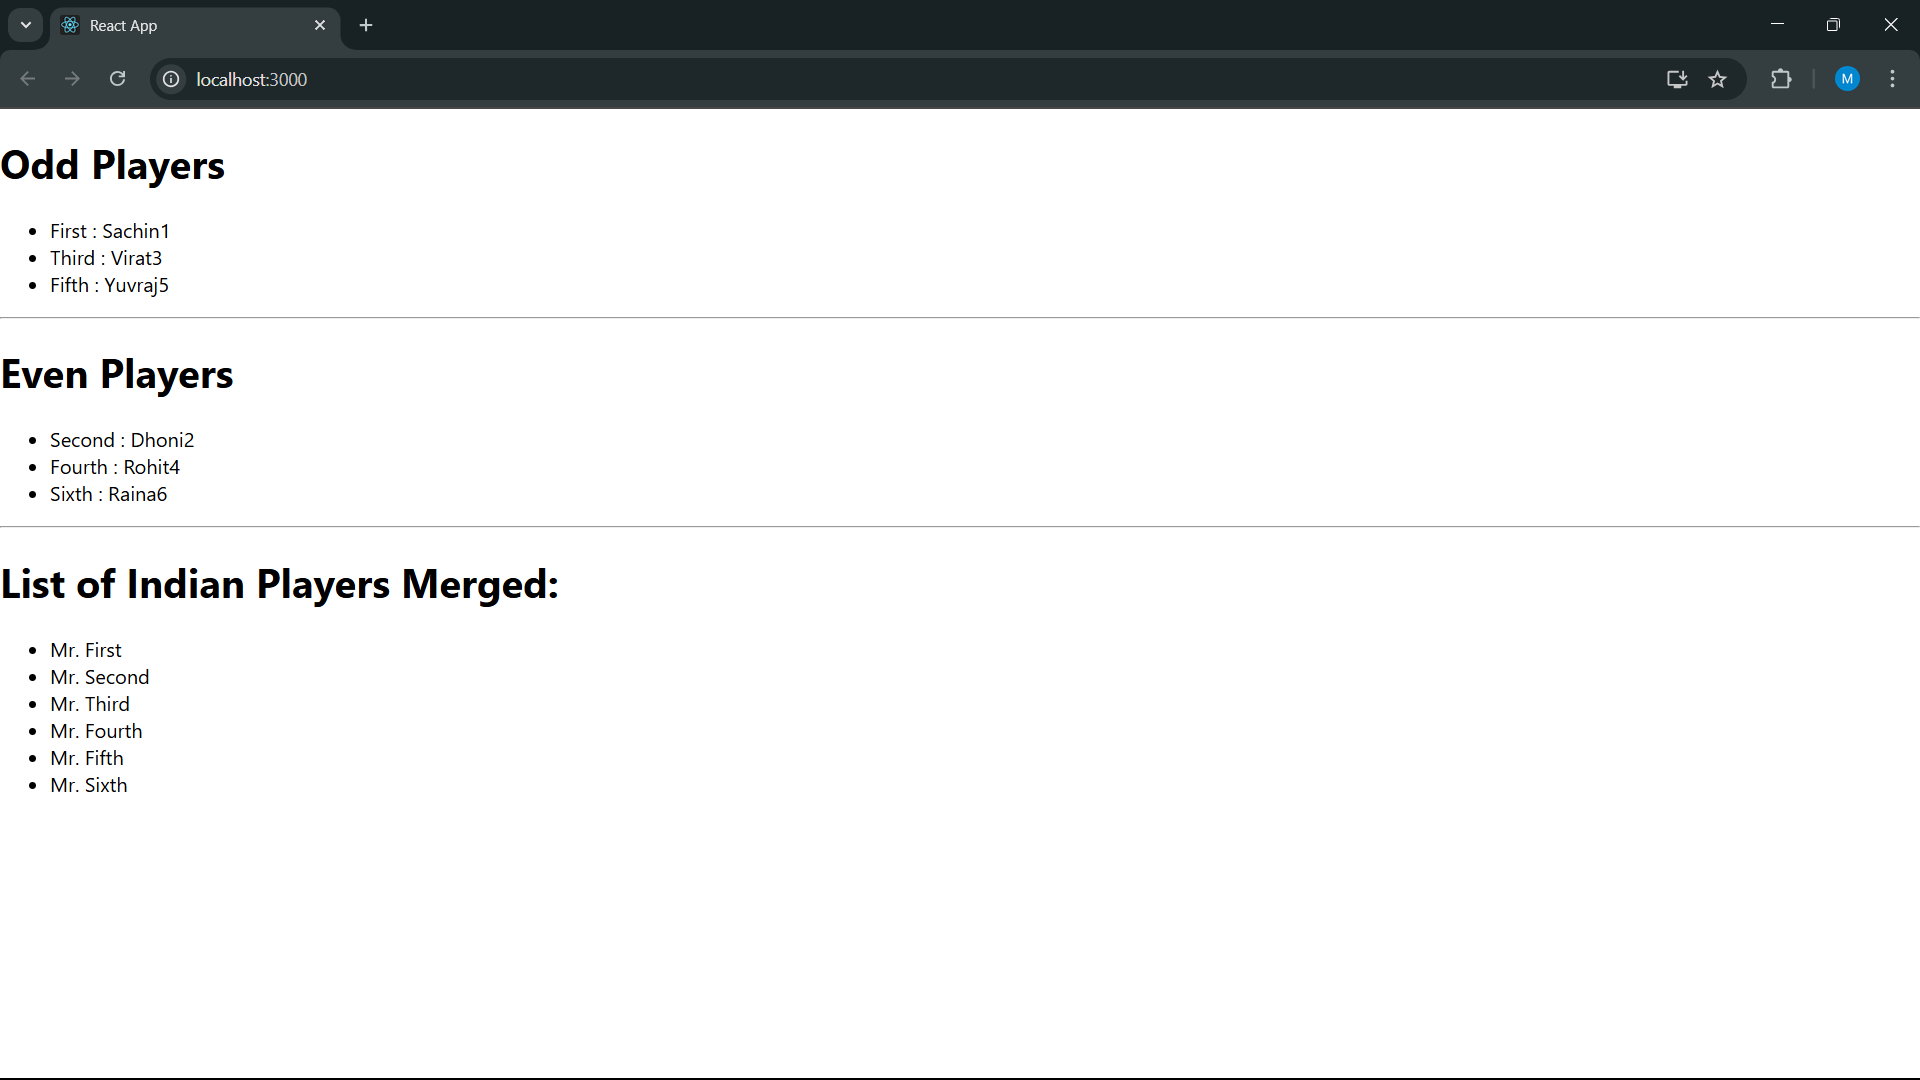 React App
localhost:3000
M
Odd Players
First : Sachin1
Third : Virat3
Fifth : Yuvraj5
Even Players
Second : Dhoni2
Fourth : Rohit4
Sixth : Raina6
List of Indian Players Merged:
Mr. First
Mr. Second
Mr. Third
Mr. Fourth
Mr. Fifth
Mr. Sixth